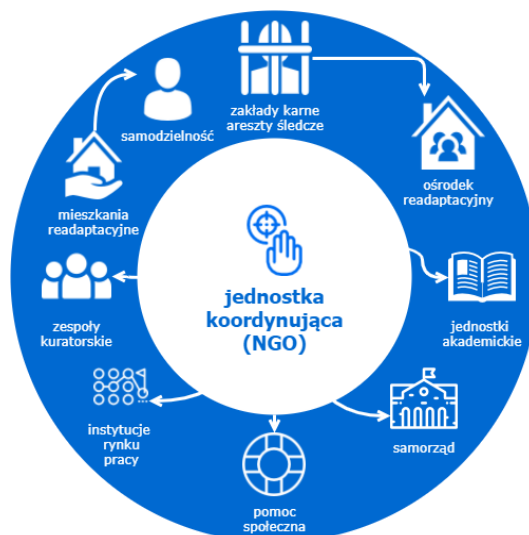 zakłady karne
areszty śledcze
samodzielność
ośrodek
readaptacyjny
mieszkania
readaptacyjne
jednostka
koordynująca
(NGO)
zespoły
kuratorskie
jednostki
akademickie
instytucje
rynku
pracy
samorząd
pomoc
społeczna